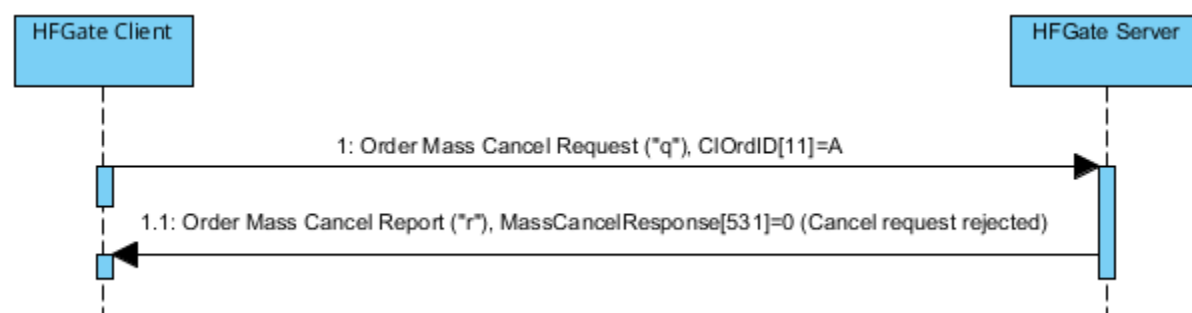 HFGate Client
HFGate Server
1: Order Mass Cancel Request ("q"), ClOrdID[11]=A
1.1: Order Mass Cancel Report ("r"), MassCancelResponse[531]=0 (Cancel request rejected)